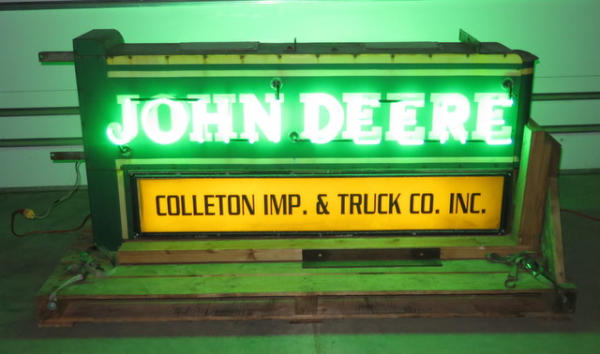 JOHN DEERE
COLLETON IMP. & TRUCK CO. INC.